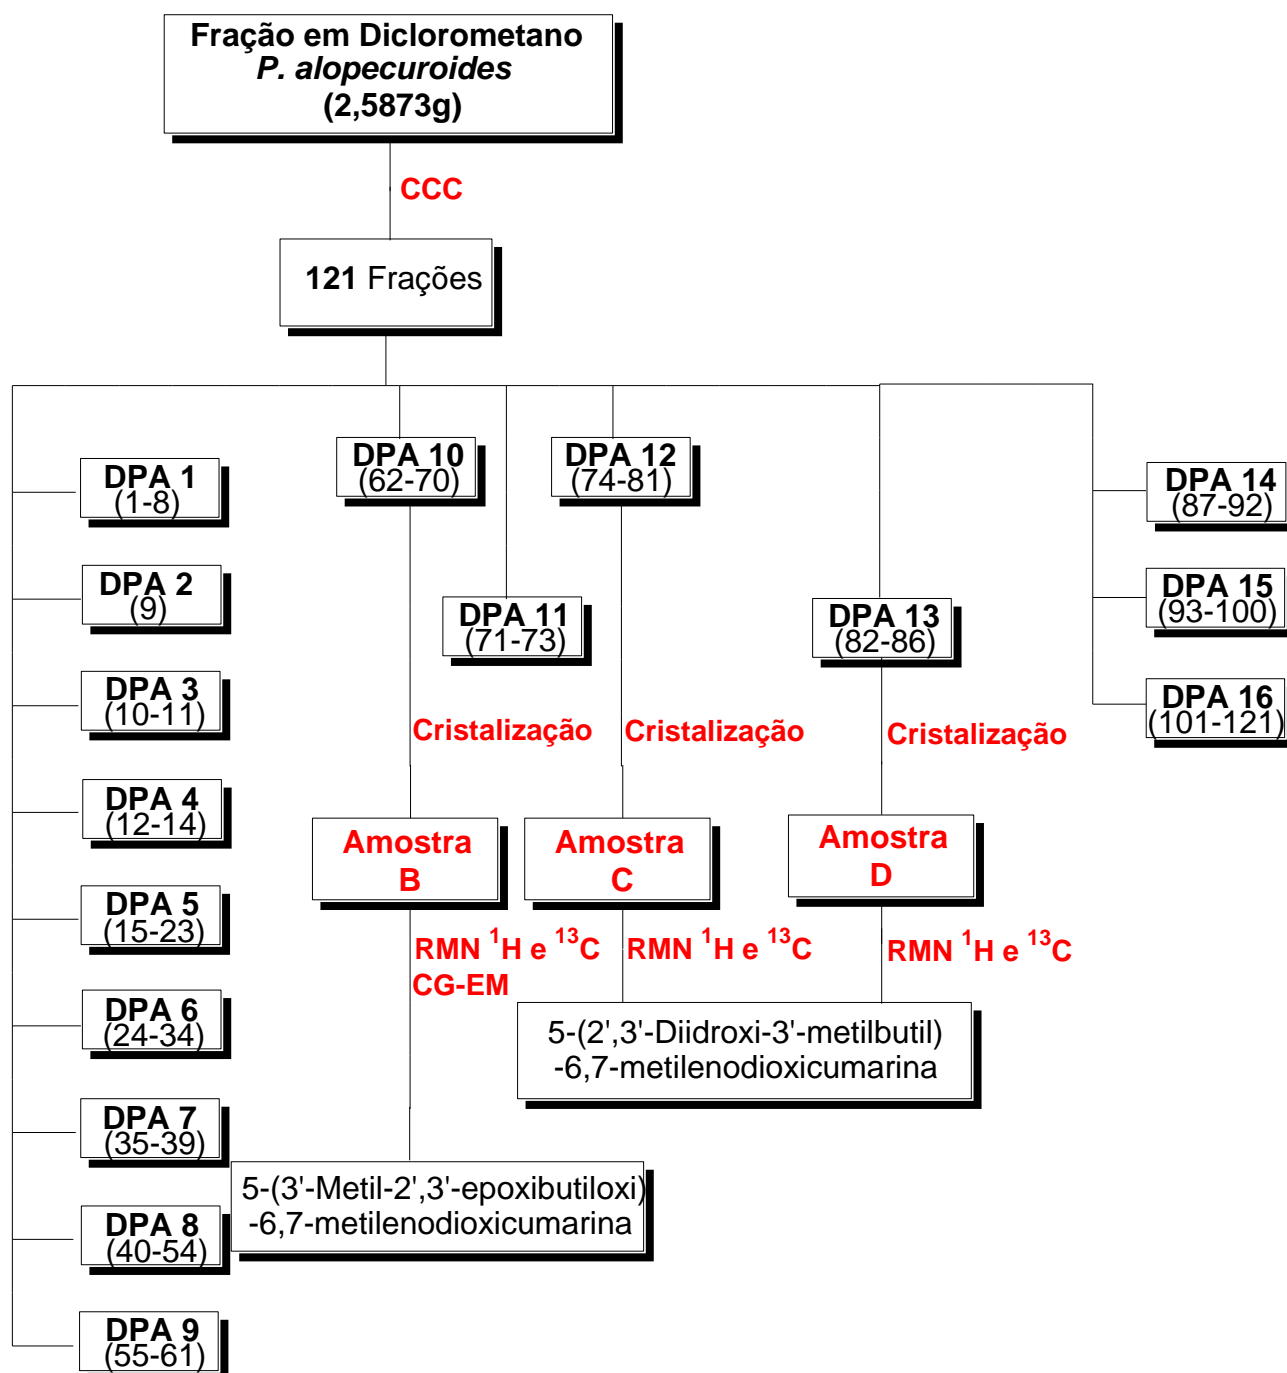 Fração em Diclorometano
P. alopecuroides
(2,5873g)
CCC
121 Frações
DPA 1
(1-8)
DPA 2
(9)
DPA 3
(10-11)
DPA 4
(12-14)
DPA 5
(15-23)
DPA 6
(24-34)
DPA 7
(35-39)
DPA 8
(40-54)
DPA 9
(55-61)
DPA 10
(62-70)
Cristalização
Amostra
B
RMN ¹H e ¹³C
CG-EM
5-(3'-Metil-2',3'-epoxibutiloxi)
-6,7-metilenodioxicumarina
DPA 11
(71-73)
DPA 12
(74-81)
Cristalização
Amostra
C
RMN ¹H e ¹³C
DPA 13
(82-86)
Cristalização
Amostra
D
RMN ¹H e ¹³C
5-(2',3'-Diidroxi-3'-metilbutil)
-6,7-metilenodioxicumarina
DPA 14
(87-92)
DPA 15
(93-100)
DPA 16
(101-121)